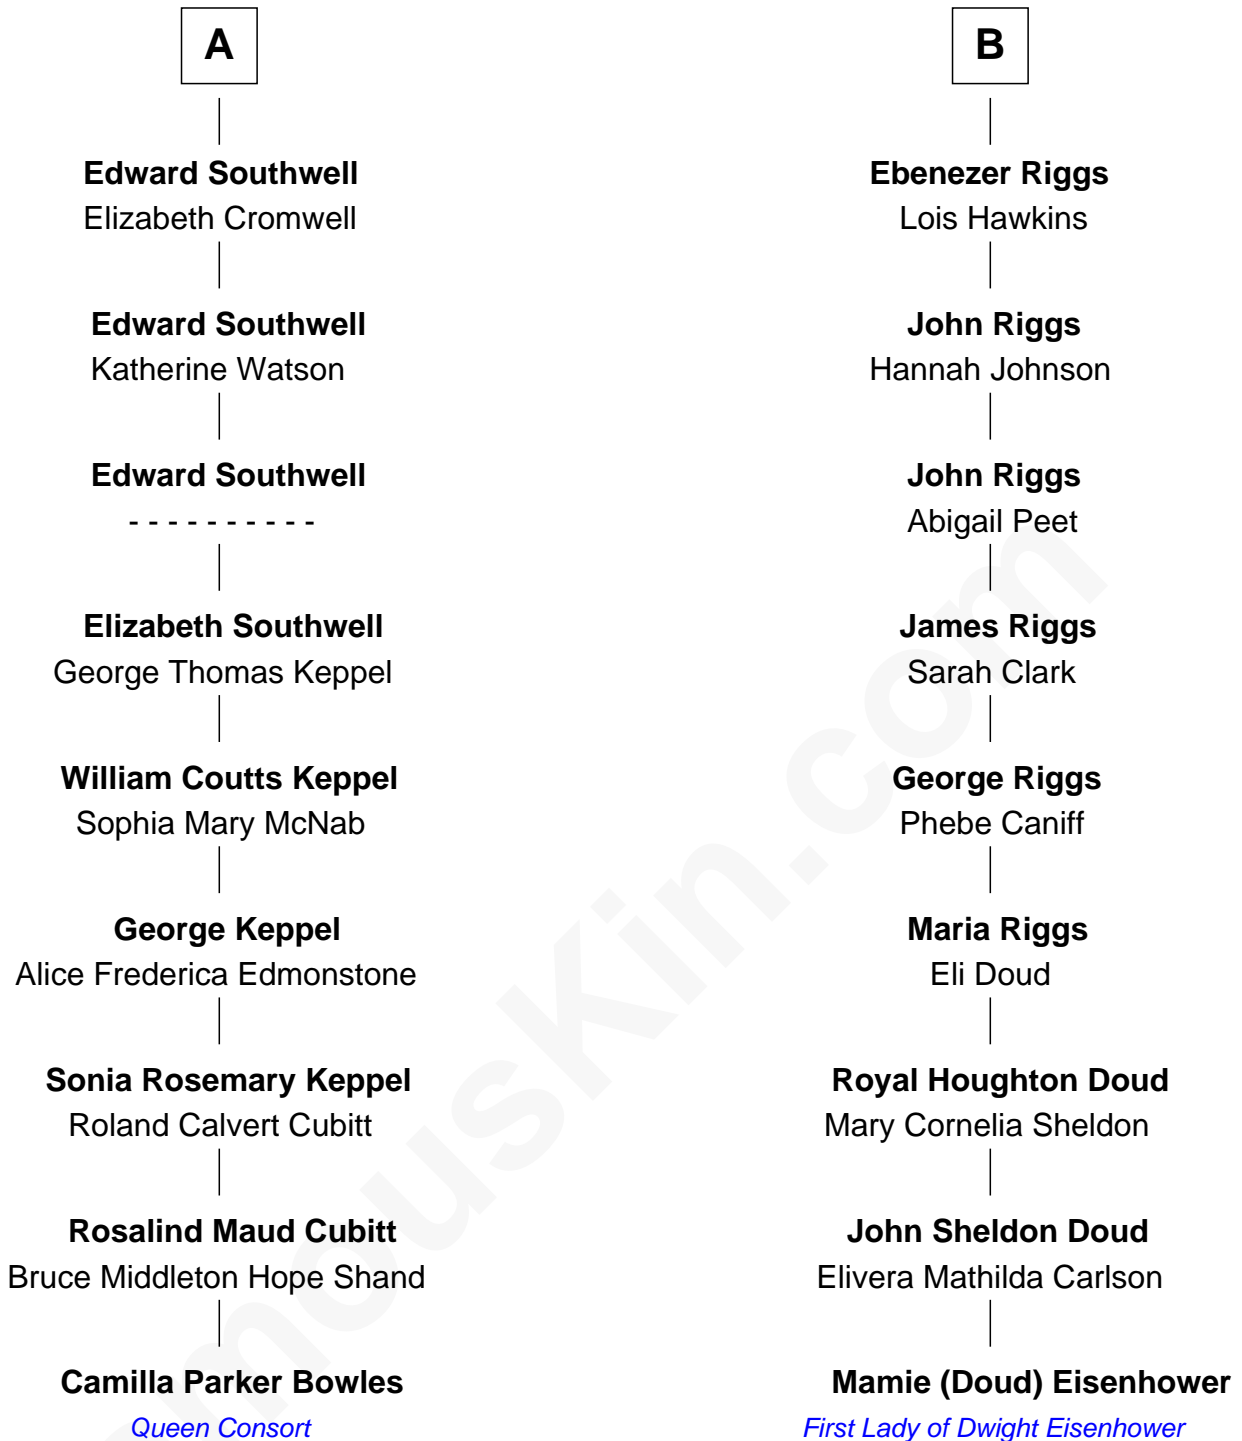 A
Edward Southwell
Elizabeth Cromwell
Edward Southwell
Katherine Watson
Edward Southwell
- - - - - - - - - -
Elizabeth Southwell
George Thomas Keppel
William Coutts Keppel
Sophia Mary McNab
George Keppel
Alice Frederica Edmonstone
Sonia Rosemary Keppel
Roland Calvert Cubitt
Rosalind Maud Cubitt
Bruce Middleton Hope Shand
Camilla Parker Bowles
Queen Consort
B
Ebenezer Riggs
Lois Hawkins
John Riggs
Hannah Johnson
John Riggs
Abigail Peet
James Riggs
Sarah Clark
George Riggs
Phebe Caniff
Maria Riggs
Eli Doud
Royal Houghton Doud
Mary Cornelia Sheldon
John Sheldon Doud
Elivera Mathilda Carlson
Mamie (Doud) Eisenhower
First Lady of Dwight Eisenhower
mousKin.com